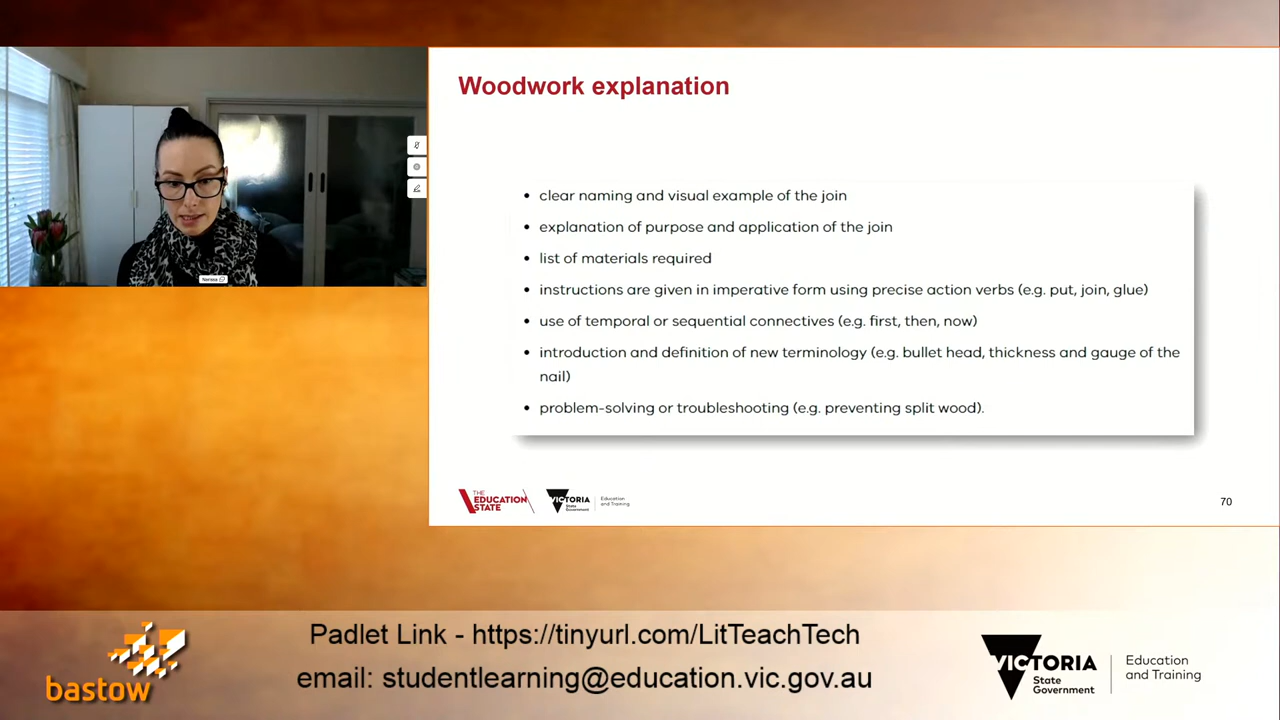 Woodwork explanation
• clear naming and visual example of the join
• explanation of purpose and application of the join
• list of materials required
• instructions are given in imperative form using precise action verbs (e.g. put, join, glue)
• use of temporal or sequential connectives (e.g. first, then, now)
• introduction and definition of new terminology (e.g. bullet head, thickness and gauge of the
nail)
• problem-solving or troubleshooting (e.g. preventing split wood).
Nerissa
THE
EDUCATION
STATE
VICTORIA
State
Government
Education
and Training
70
bastow
Padlet Link - https://tinyurl.com/LitTeachTech
email: studentlearning@education.vic.gov.au
VICTORIA
State
Government
Education
and Training